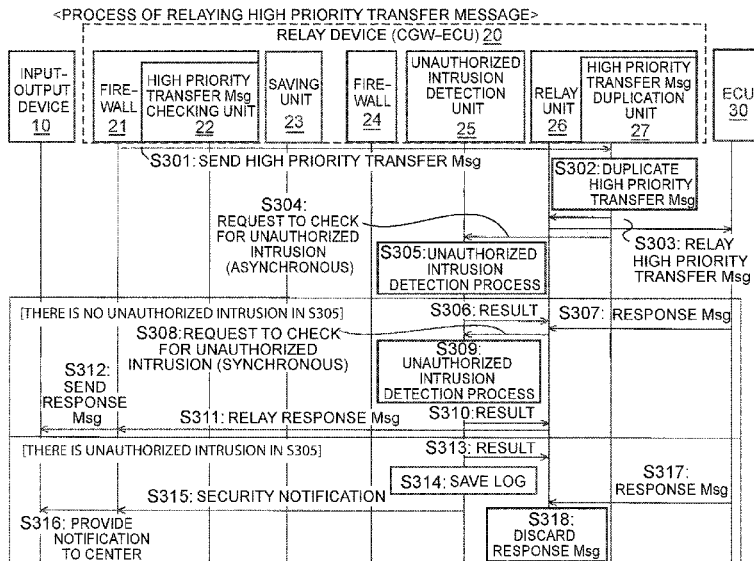 <PROCESS OF RELAYING HIGH PRIORITY TRANSFER MESSAGE>
RELAY DEVICE (CGW-ECU) 20
INPUT-
OUTPUT
DEVICE
10
FIRE-
WALL
21
HIGH PRIORITY
TRANSFER Msg
CHECKING UNIT
22
SAVING
UNIT
23
FIRE-
WALL
24
UNAUTHORIZED
INTRUSION
DETECTION
UNIT
25
RELAY
UNIT
26
HIGH PRIORITY
TRANSFER Msg
DUPLICATION
UNIT
27
ECU
30
S301: SEND HIGH PRIORITY TRANSFER Msg
S302: DUPLICATE
HIGH PRIORITY
TRANSFER Msg
S304:
REQUEST TO CHECK
FOR UNAUTHORIZED
INTRUSION
(ASYNCHRONOUS)
S303: RELAY
HIGH PRIORITY
TRANSFER Msg
S305: UNAUTHORIZED
INTRUSION
DETECTION PROCESS
[THERE IS NO UNAUTHORIZED INTRUSION IN S305]
S306: RESULT
S307: RESPONSE Msg
S308: REQUEST TO CHECK
FOR UNAUTHORIZED
INTRUSION (SYNCHRONOUS)
S309:
UNAUTHORIZED
INTRUSION
DETECTION PROCESS
S312:
SEND
RESPONSE
Msg
S311: RELAY RESPONSE Msg
S310: RESULT
[THERE IS UNAUTHORIZED INTRUSION IN S305]
S313: RESULT
S314: SAVE LOG
S315: SECURITY NOTIFICATION
S317:
RESPONSE Msg
S316: PROVIDE
NOTIFICATION
TO CENTER
S318:
DISCARD
RESPONSE Msg